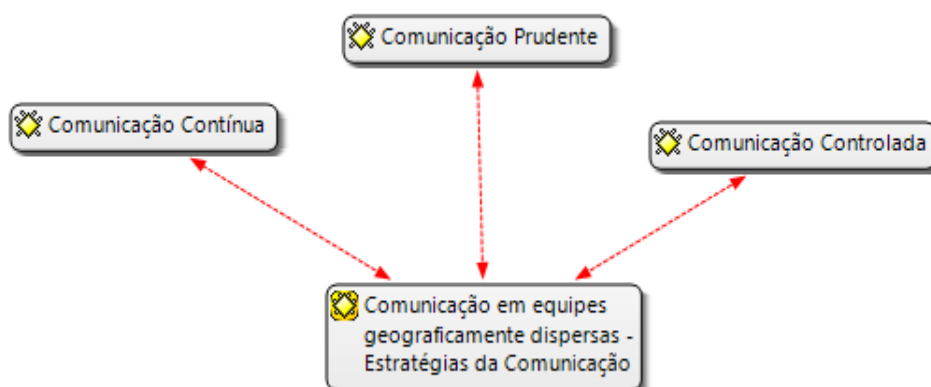 Comunicação Prudente
Comunicação Contínua
Comunicação Controlada
Comunicação em equipes
geograficamente dispersas -
Estratégias da Comunicação